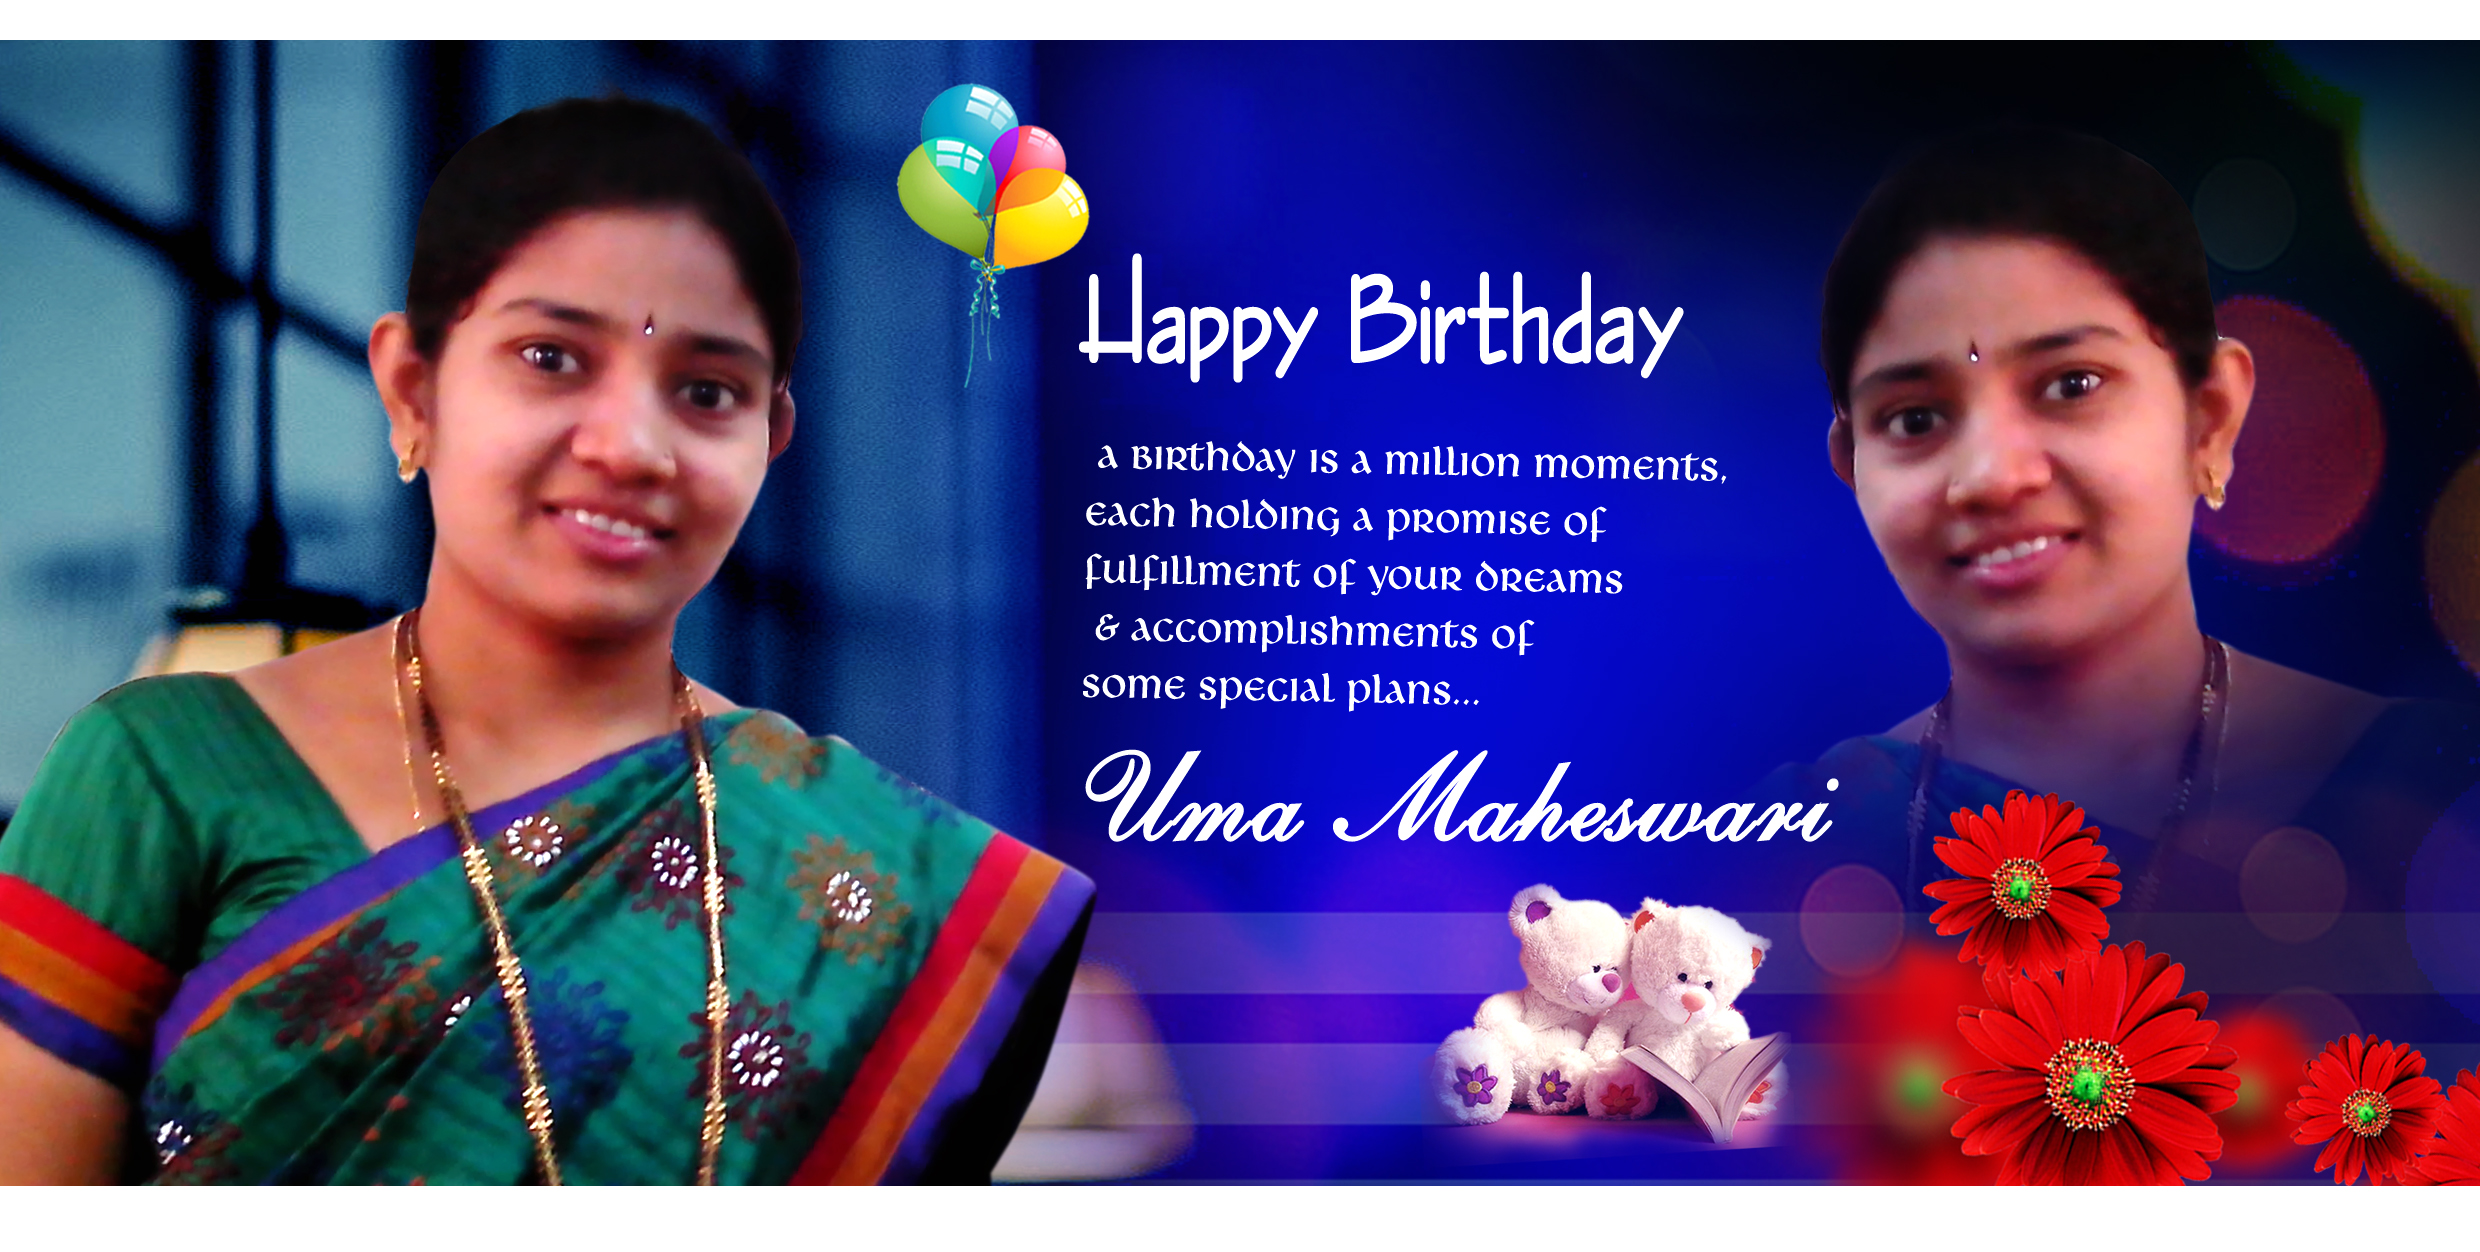 Happy Birthday
a birthday is a million moments,
each holding a promise of
fulfillment of your dreams
& accomplishments of
some special plans...
Uma Maheswari